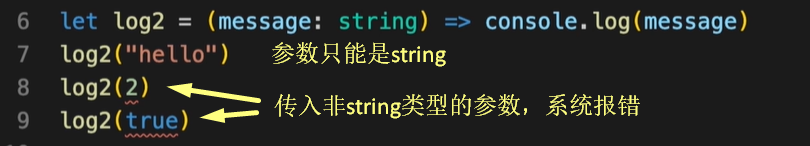 6 let log2 = (message: string) => console.log(message)
7 log2("hello") 参数只能是string
8 log2(2)
传入非string类型的参数，系统报错
9 log2(true)